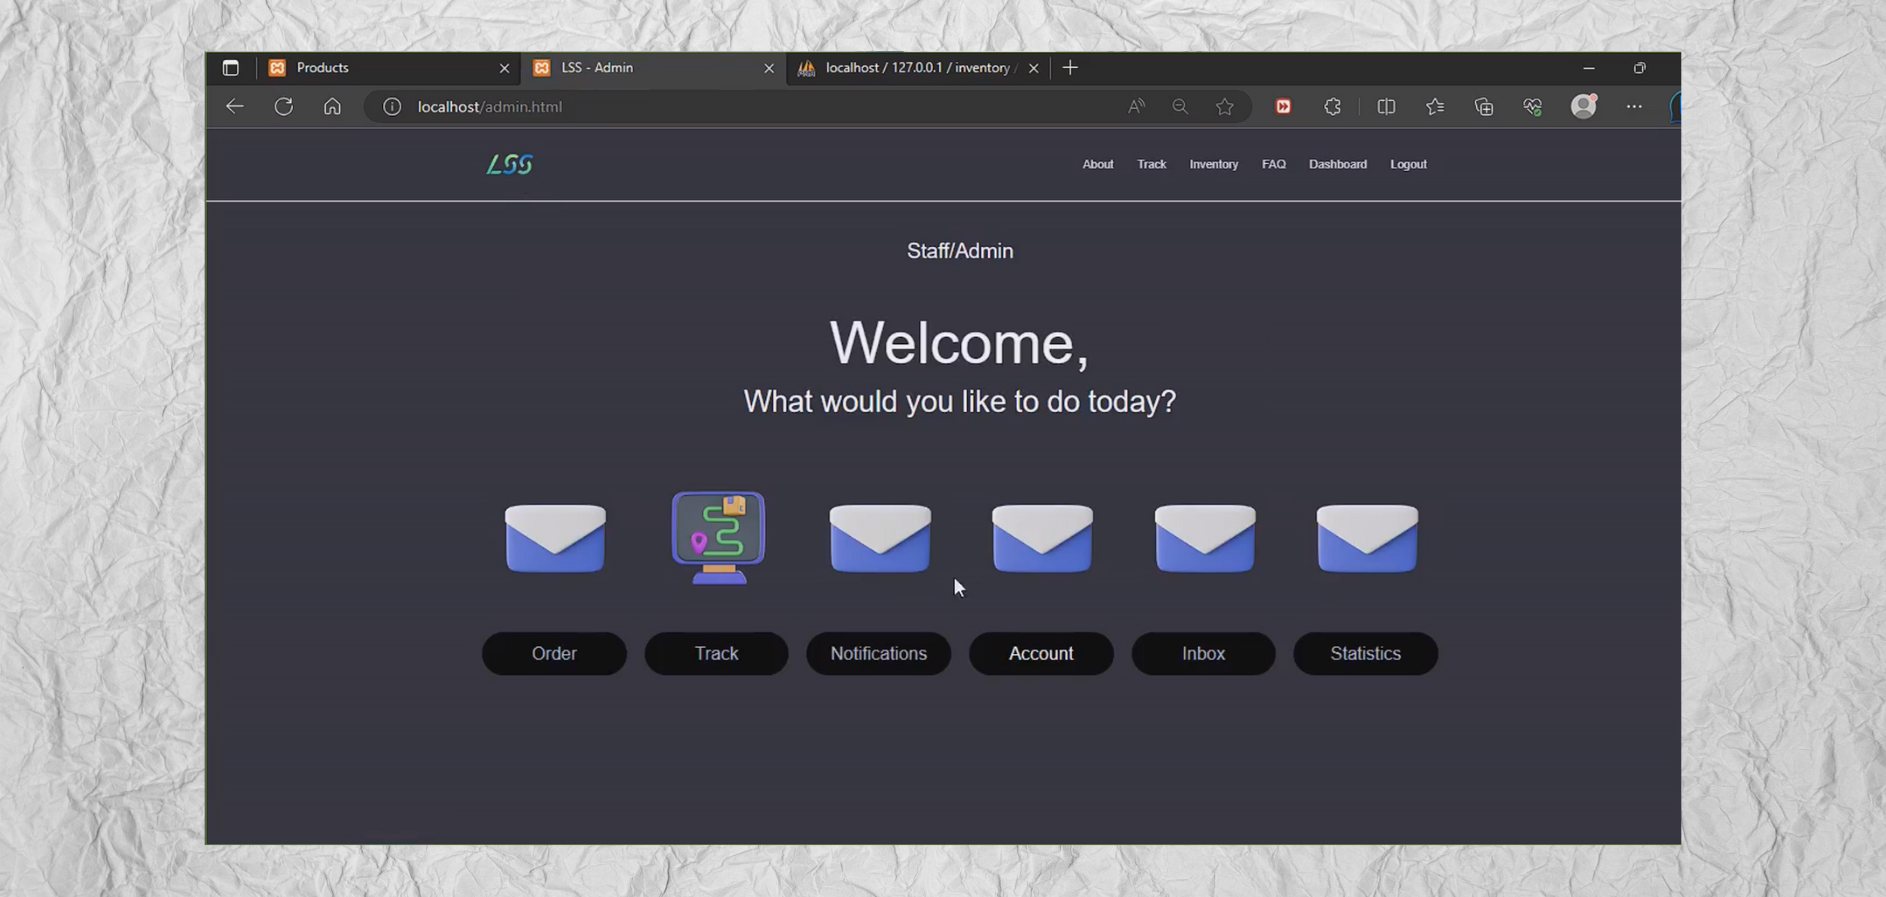 Products
LSS - Admin
localhost / 127.0.0.1 / inventory /
localhost/admin.html
LSS
About Track Inventory FAQ Dashboard Logout
Staff/Admin
Welcome,
What would you like to do today?
Order Track Notifications Account Inbox Statistics